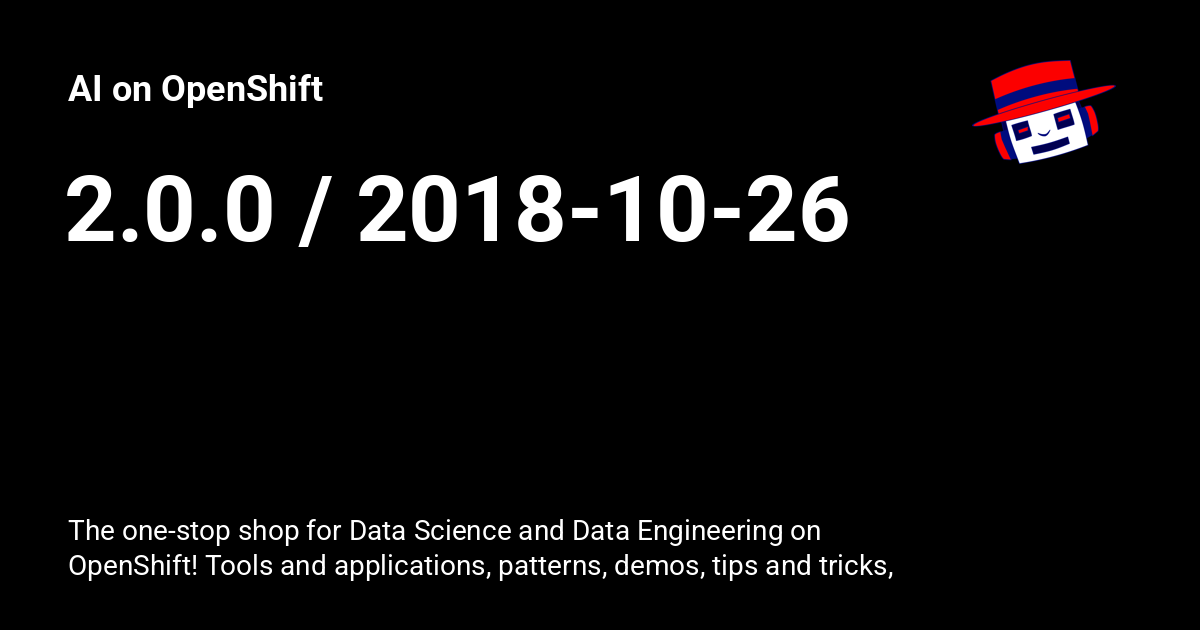 AI on OpenShift
2.0.0 / 2018-10-26
The one-stop shop for Data Science and Data Engineering on
OpenShift! Tools and applications, patterns, demos, tips and tricks,